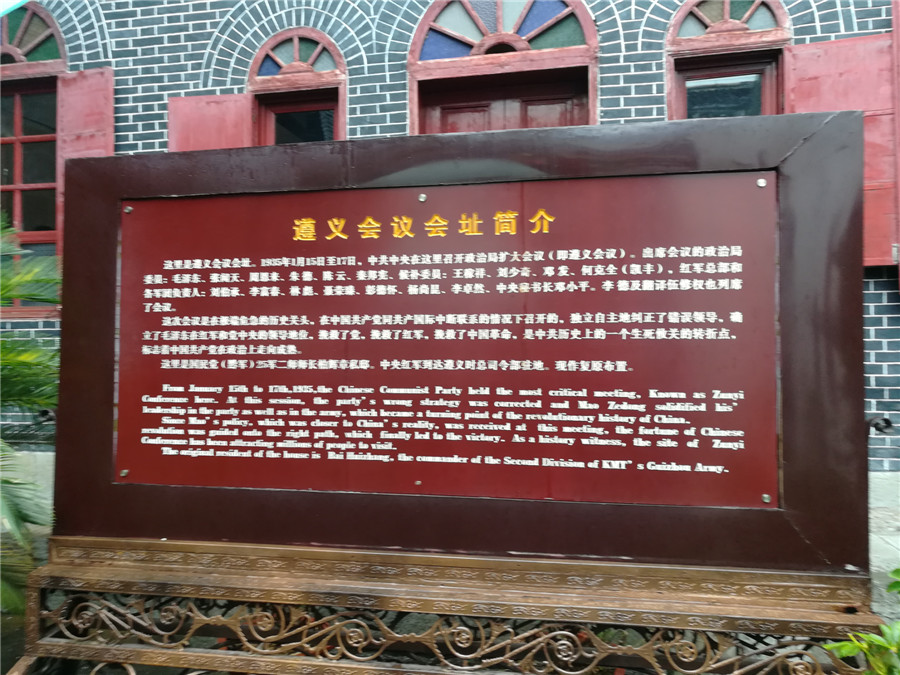 遵义会议会址简介
这里是遵义会议会址。1935年1月15日至17日，中共中央在这里召开政治局扩大会议（即遵义会议）。出席会议的政治局
委员：毛泽东、张闻天、周恩来、朱德、陈云、秦邦宪、候补委员：王稼祥、刘少奇、邓发、何克全（凯丰），红军总部和
各军团负责人：刘伯承、李富春、林彪、聂荣臻、彭德怀、杨尚昆、李卓然、中央秘书长邓小平。李德及翻译伍修权也列席
了会议。
这次会议是在极端危急的历史关头，在中国共产党同共产国际中断联系的情况下召开的，独立自主地纠正了错误领导，确
立了毛泽东在红军和党中央的领导地位，挽救了党，挽救了红军，挽救了中国革命，是中共历史上的一个生死攸关的转折点，
标志着中国共产党在政治上走向成熟。
这里是国民党（黔军）25军二师师长柏辉章私邸。中央红军到达遵义时总司令部驻地。现作复原布置。
From January 15th to 17th,1935,the Chinese Communist Party held the most critical meeting, Known as Zunyi
Conference here. At this session, the party's wrong strategy was corrected and Mao Zedong solidified his"
leadership in the party as well as in the army, which became a turning point of the revolutionary history of China.
Since Mao's policy, which was closer to China's reality, was received at this meeting, the fortune of Chinese
revolution was guided onto the right path, which finally led to the victory. As a history witness, the site of Zunyi
Conference has been attracting millions of people to visit.
The original resident of the house is Bai Huizhang, the commander of the Second Division of KMT's Guizhou Army.